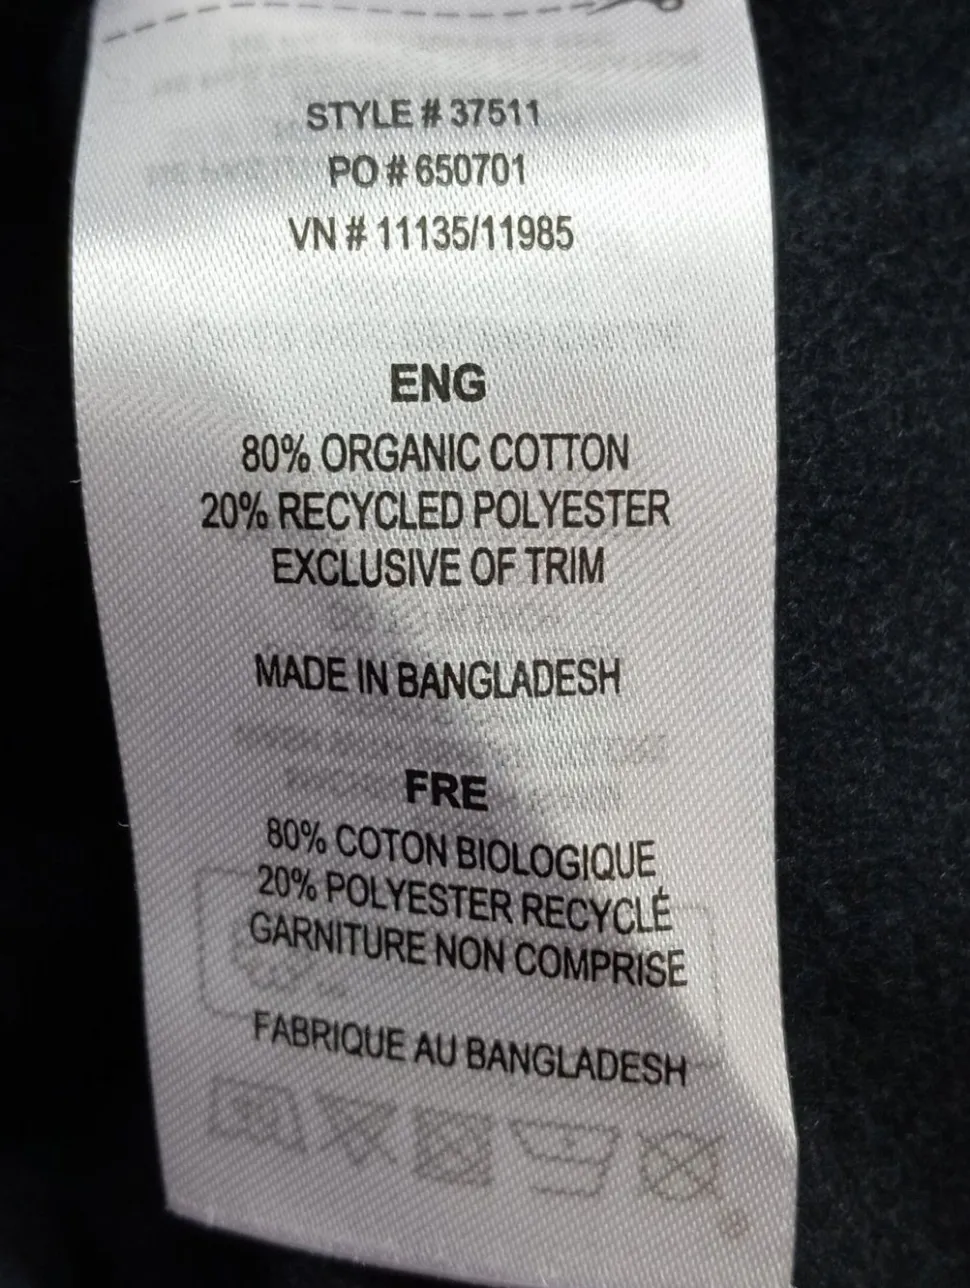 STYLE # 37511
PO # 650701
VN # 11135/11985
ENG
80% ORGANIC COTTON
20% RECYCLED POLYESTER
EXCLUSIVE OF TRIM
MADE IN BANGLADESH
FRE
80% COTON BIOLOGIQUE
20% POLYESTER RECYCLÉ
GARNITURE NON COMPRISE
FABRIQUE AU BANGLADESH